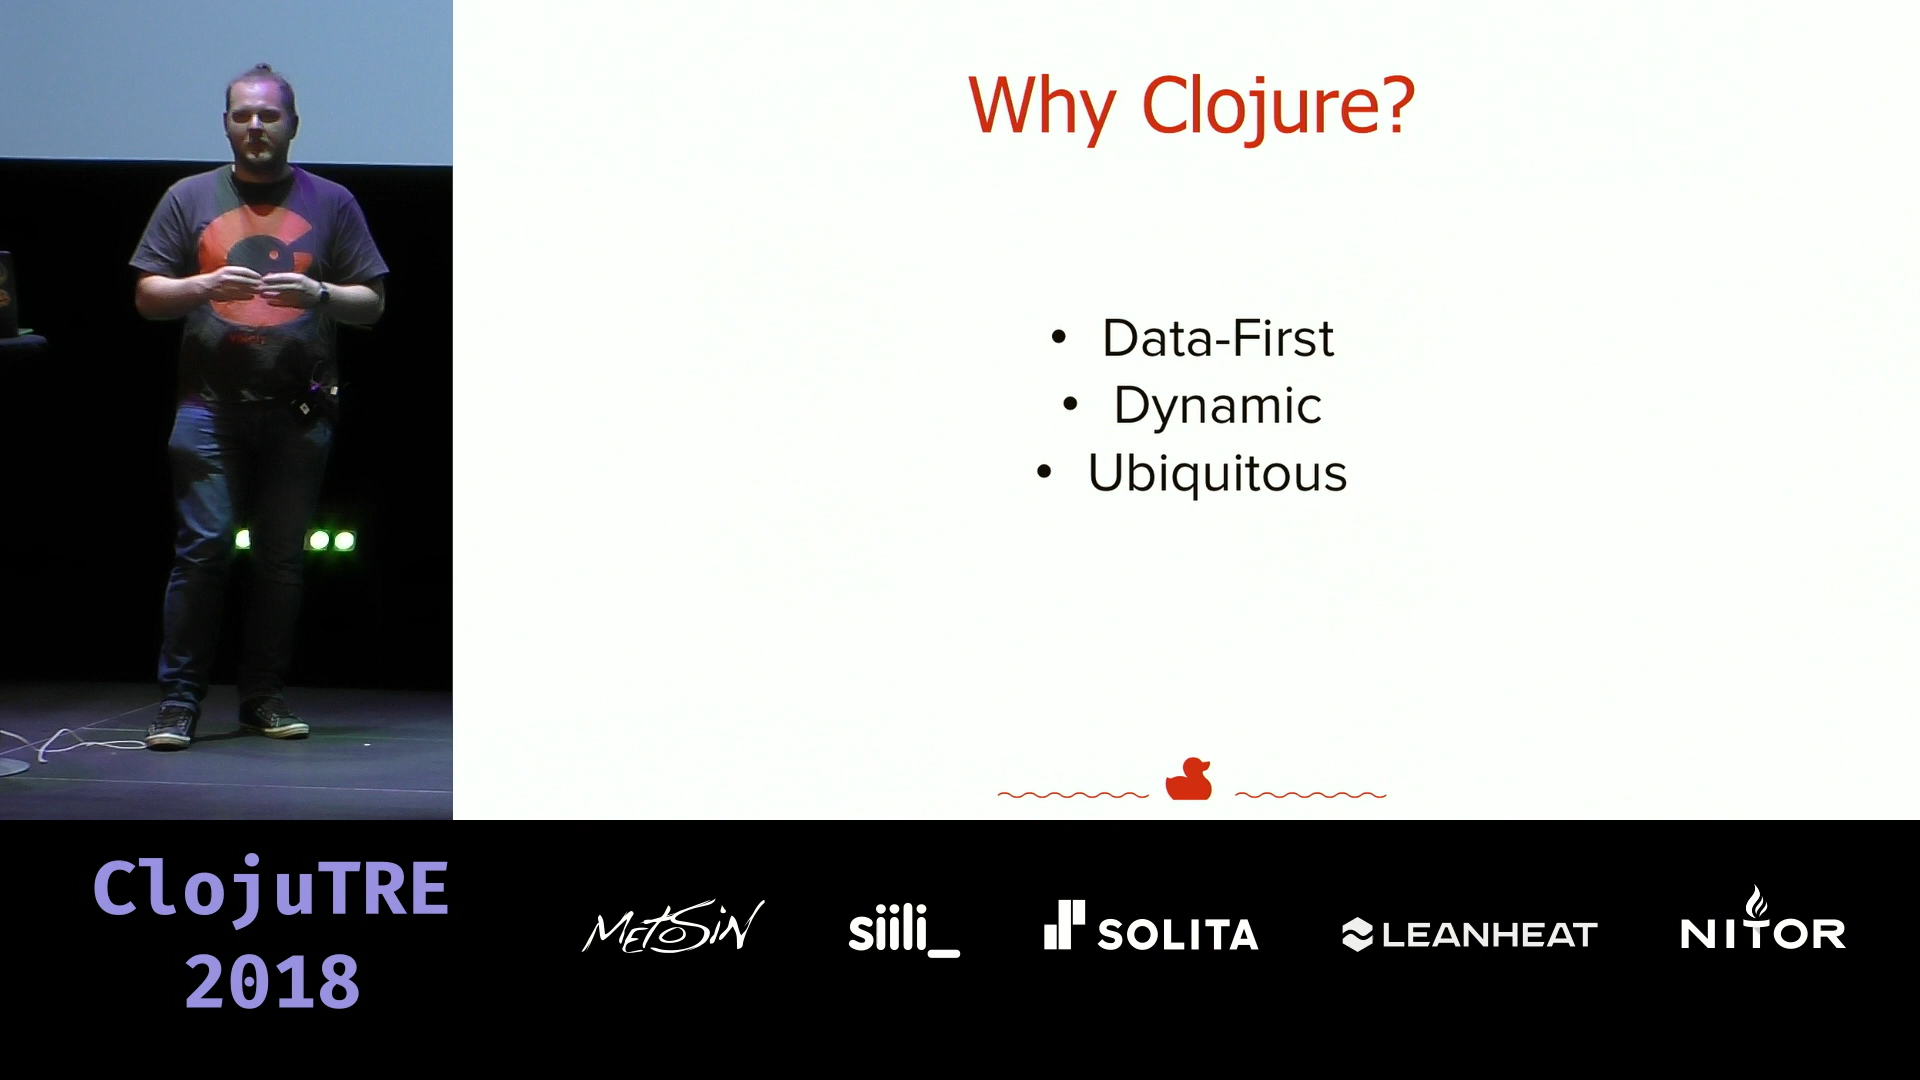 Why Clojure?
• Data-First
• Dynamic
• Ubiquitous
ClojuTRE
2018
METOSIN
siili_
SOLITA
LEANHEAT
NITOR